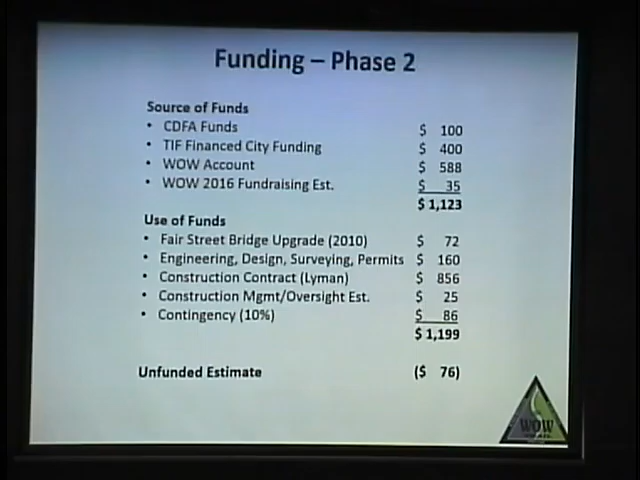 Funding – Phase 2
Source of Funds
• CDFA Funds $ 100
• TIF Financed City Funding $ 400
• WOW Account $ 588
• WOW 2016 Fundraising Est. $ 35
$ 1,123
Use of Funds
• Fair Street Bridge Upgrade (2010) $ 72
• Engineering, Design, Surveying, Permits $ 160
• Construction Contract (Lyman) $ 856
• Construction Mgmt/Oversight Est. $ 25
• Contingency (10%) $ 86
$ 1,199
Unfunded Estimate ($ 76)
WOW